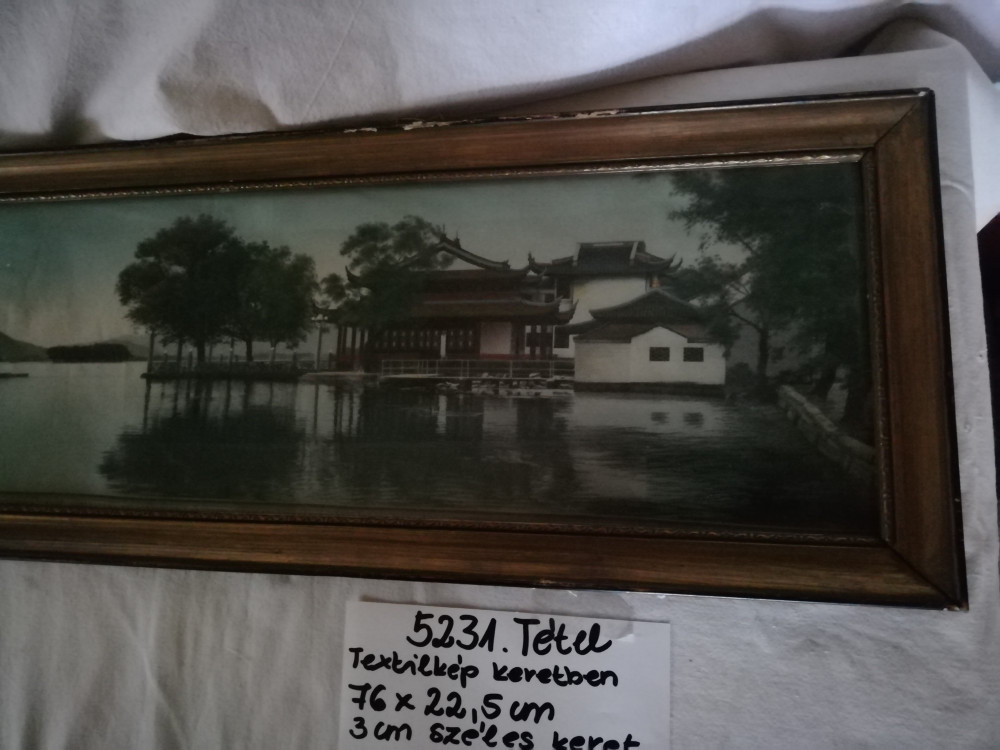 5231. Tétel
Textilkép keretben
76 x 22,5 cm
3 cm széles keret